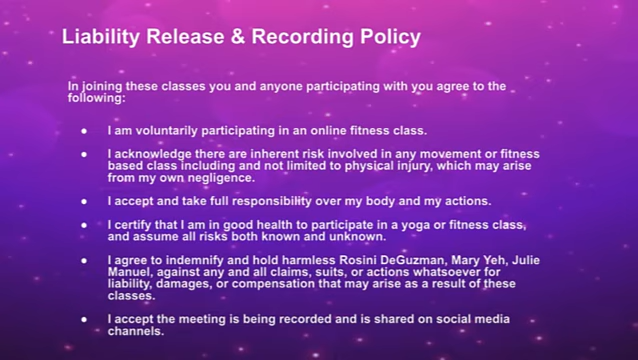 Liability Release & Recording Policy
In joining these classes you and anyone participating with you agree to the
following:
● I am voluntarily participating in an online fitness class.
● I acknowledge there are inherent risk involved in any movement or fitness
based class including and not limited to physical injury, which may arise
from my own negligence.
● I accept and take full responsibility over my body and my actions.
● I certify that I am in good health to participate in a yoga or fitness class,
and assume all risks both known and unknown.
● I agree to indemnify and hold harmless Rosini DeGuzman, Mary Yeh, Julie
Manuel, against any and all claims, suits, or actions whatsoever for
liability, damages, or compensation that may arise as a result of these
classes.
● I accept the meeting is being recorded and is shared on social media
channels.